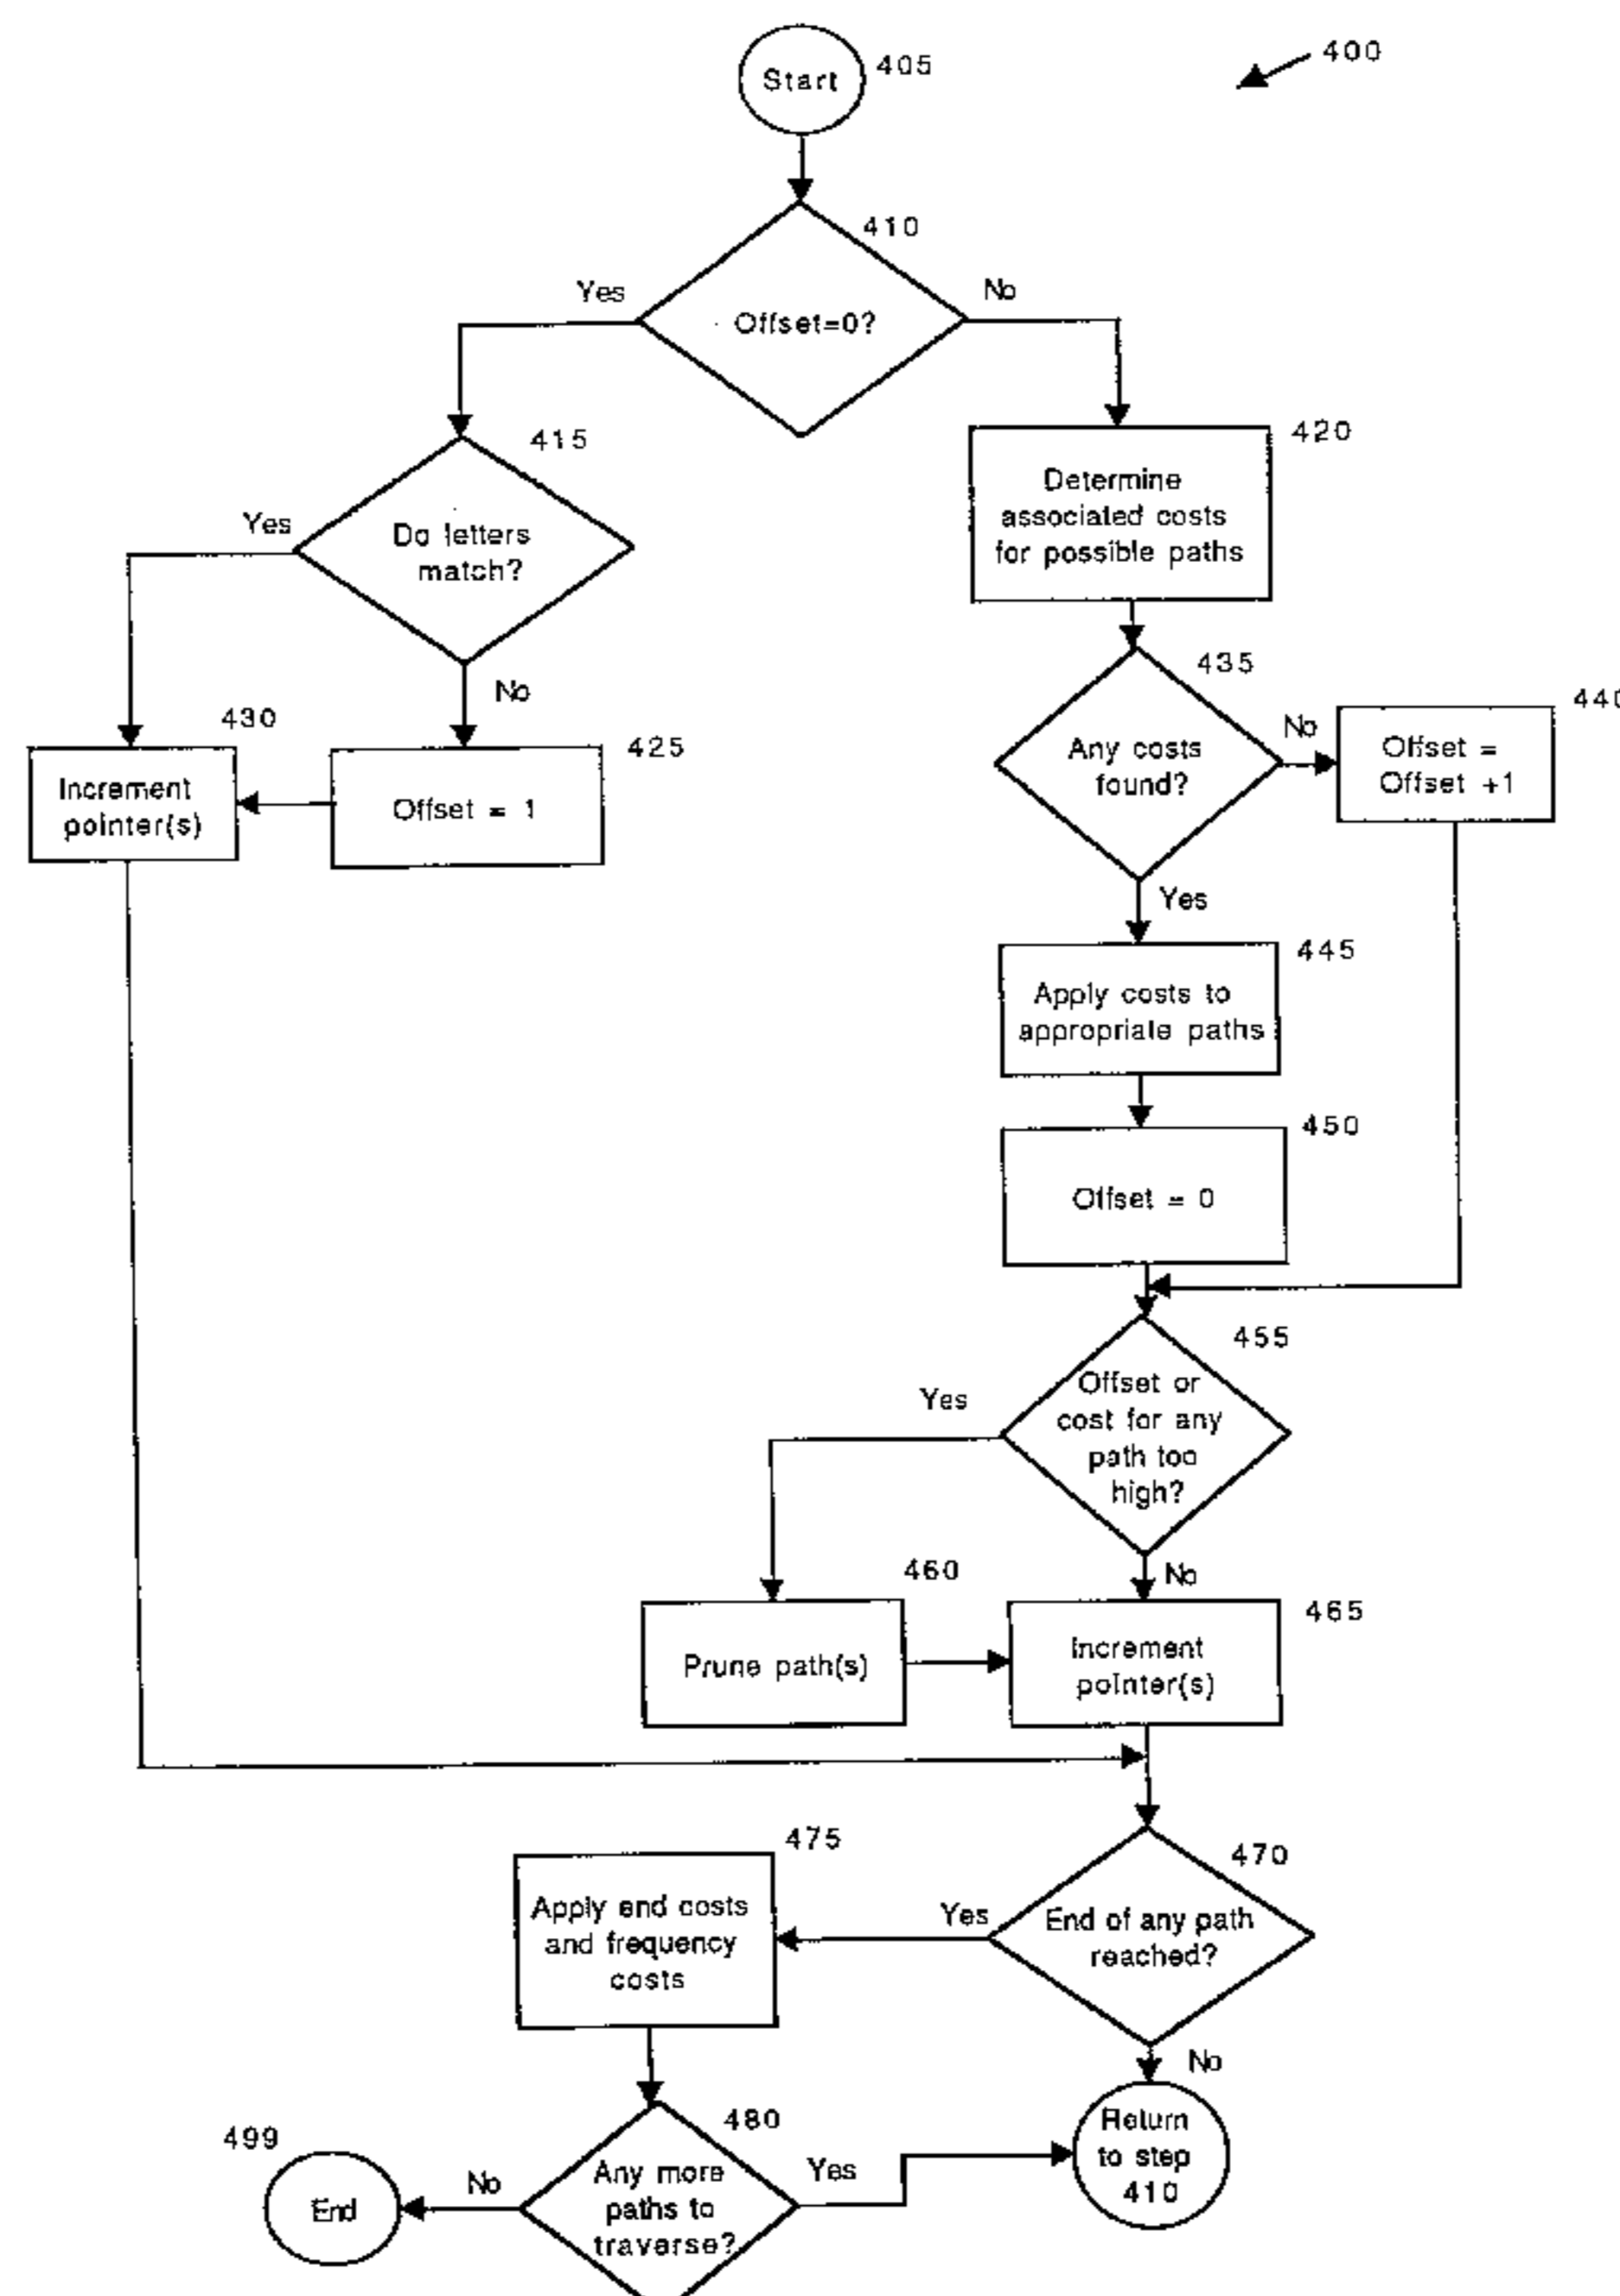 400
Start
405
410
Offset=0?
Yes
No
415
Do letters
match?
Yes
No
420
Determine
associated costs
for possible paths
430
Increment
pointer(s)
425
Offset = 1
435
Any costs
found?
No
Yes
440
Offset =
Offset +1
445
Apply costs to
appropriate paths
450
Offset = 0
455
Offset or
cost for any
path too
high?
Yes
No
460
Prune path(s)
465
Increment
pointer(s)
470
End of any path
reached?
Yes
No
475
Apply end costs
and frequency
costs
480
Any more
paths to
traverse?
No
Yes
499
End
Return
to step
410